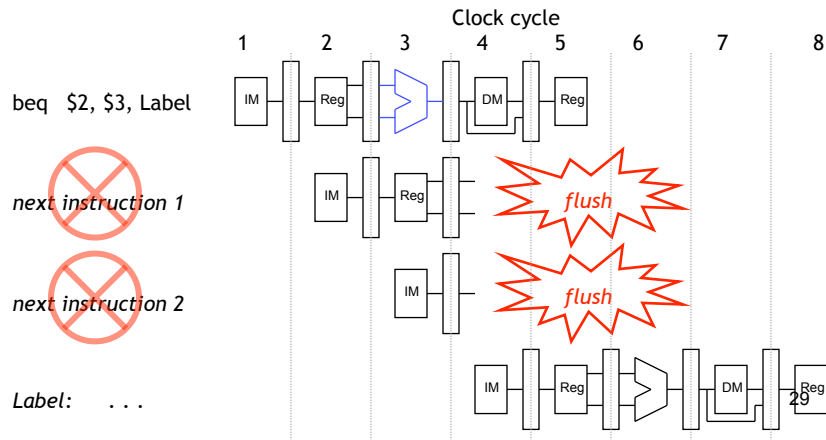 Clock cycle
1 2 3 4 5 6 7 8
beq $2, $3, Label
IM Reg DM Reg
next instruction 1
IM Reg flush
next instruction 2
IM flush
Label: . . .
IM Reg DM Reg
29